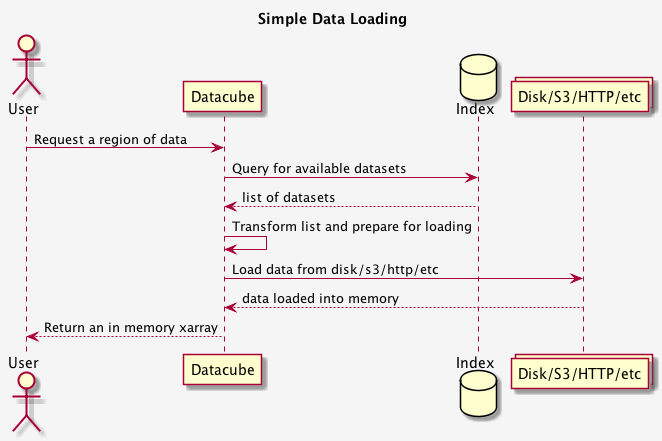 Simple Data Loading
User
Datacube
Index
Disk/S3/HTTP/etc
Request a region of data
Query for available datasets
list of datasets
Transform list and prepare for loading
Load data from disk/s3/http/etc
data loaded into memory
Return an in memory xarray
User
Datacube
Index
Disk/S3/HTTP/etc